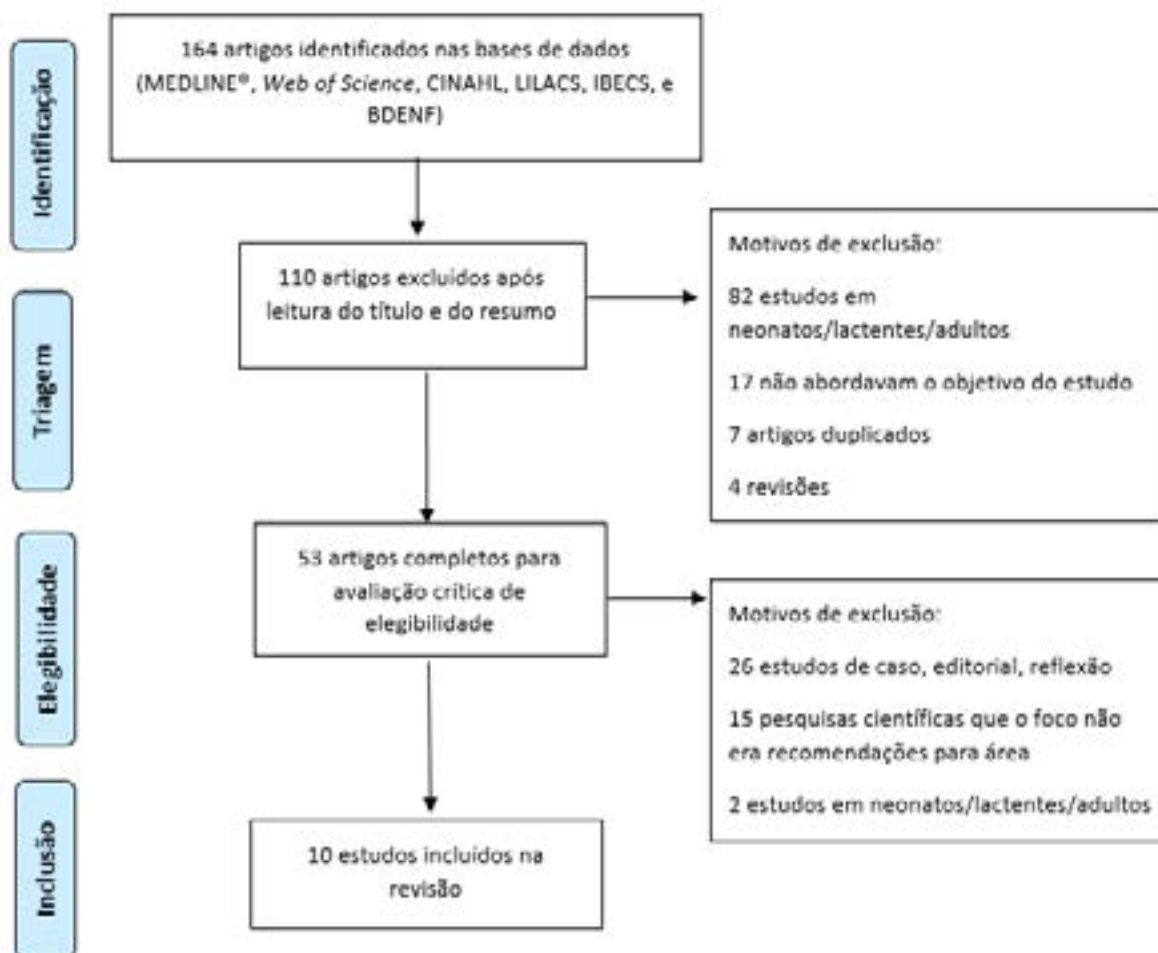 Identificação
164 artigos identificados nas bases de dados
(MEDLINE®, Web of Science, CINAHL, LILACS, IBECS, e
BDENF)
Triagem
110 artigos excluídos após
leitura do título e do resumo
Motivos de exclusão:
82 estudos em
neonatos/lactentes/adultos
17 não abordavam o objetivo do estudo
7 artigos duplicados
4 revisões
Elegibilidade
53 artigos completos para
avaliação crítica de
elegibilidade
Motivos de exclusão:
26 estudos de caso, editorial, reflexão
15 pesquisas científicas que o foco não
era recomendações para área
2 estudos em neonatos/lactentes/adultos
Inclusão
10 estudos incluídos na
revisão